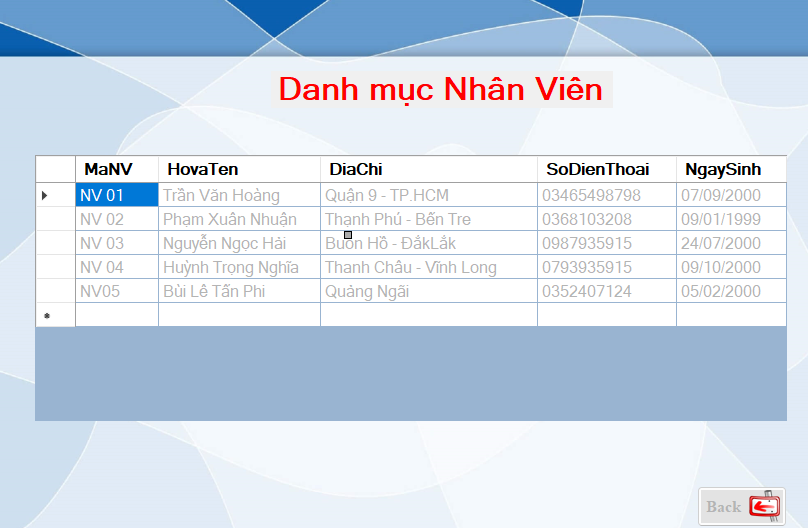 Danh mục Nhân Viên
MaNV HovaTen DiaChi SoDienThoai NgaySinh
NV 01 Trần Văn Hoàng Quận 9 - TP.HCM 03465498798 07/09/2000
NV 02 Phạm Xuân Nhuận Thạnh Phú - Bến Tre 0368103208 09/01/1999
NV 03 Nguyễn Ngọc Hải Buôn Hồ - ĐắkLắk 0987935915 24/07/2000
NV 04 Huỳnh Trọng Nghĩa Thanh Châu - Vĩnh Long 0793935915 09/10/2000
NV05 Bùi Lê Tấn Phi Quảng Ngãi 0352407124 05/02/2000
Back